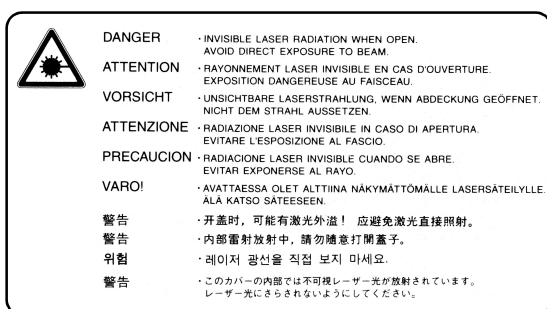 DANGER · INVISIBLE LASER RADIATION WHEN OPEN.
AVOID DIRECT EXPOSURE TO BEAM.
ATTENTION · RAYONNEMENT LASER INVISIBLE EN CAS D'OUVERTURE.
EXPOSITION DANGEREUSE AU FAISCEAU.
VORSICHT · UNSICHTBARE LASERSTRAHLUNG, WENN ABDECKUNG GEÖFFNET.
NICHT DEM STRAHL AUSSETZEN.
ATTENZIONE · RADIAZIONE LASER INVISIBILE IN CASO DI APERTURA.
EVITARE L'ESPOSIZIONE AL FASCIO.
PRECAUCION · RADIACIONE LASER INVISIBLE CUANDO SE ABRE.
EVITAR EXPONERSE AL RAYO.
VARO! · AVATTAESSA OLET ALTTIINA NÄKYMÄTTÖMÄLLE LASERSÄTEILYLLE.
ÄLÄ KATSO SÄTEESEEN.
警告 · 开盖时，可能有激光外溢！ 应避免激光直接照射。
警告 · 内部雷射放射中，請勿隨意打開蓋子。
위험 · 레이저 광선을 직접 보지 마세요.
警告 · このカバーの内部では不可視レーザー光が放射されています。
レーザー光にさらされないようにしてください。